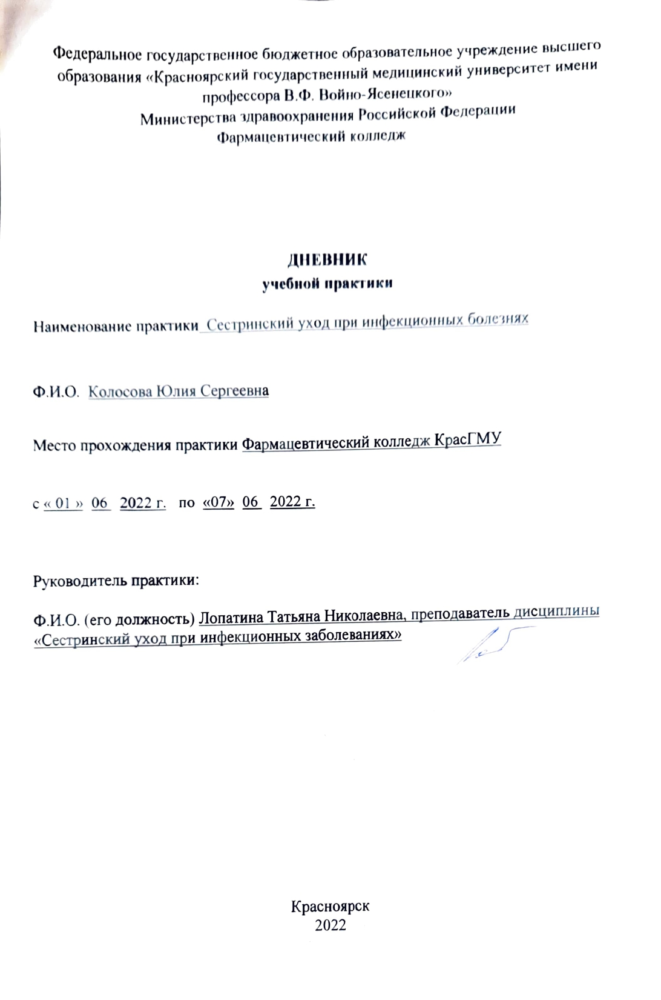 Федеральное государственное бюджетное образовательное учреждение высшего
образования «Красноярский государственный медицинский университет имени
профессора В.Ф. Войно-Ясенецкого»
Министерства здравоохранения Российской Федерации
Фармацевтический колледж
ДНЕВНИК
учебной практики
Наименование практики Сестринский уход при инфекционных болезнях
Ф.И.О. Колосова Юлия Сергеевна
Место прохождения практики Фармацевтический колледж КрасГМУ
с « 01 » 06 2022 г. по «07» 06 2022 г.
Руководитель практики:
Ф.И.О. (его должность) Лопатина Татьяна Николаевна, преподаватель дисциплины
«Сестринский уход при инфекционных заболеваниях»
Красноярск
2022